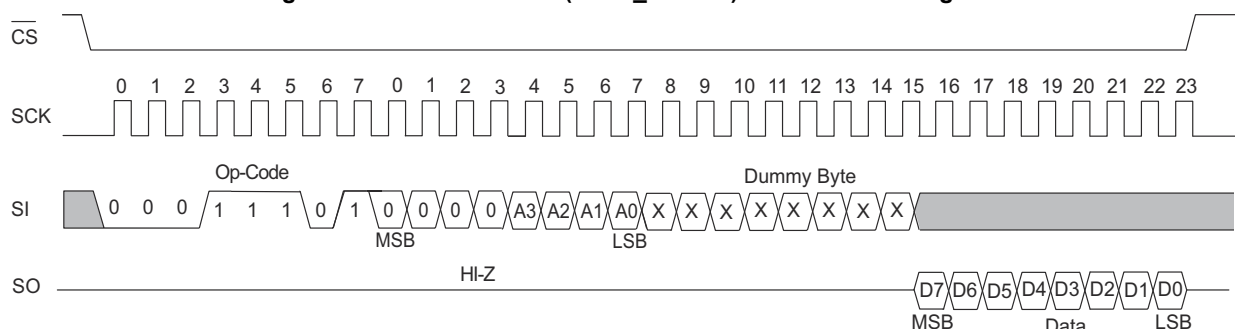 CS
0 1 2 3 4 5 6 7 0 1 2 3 4 5 6 7 8 9 10 11 12 13 14 15 16 17 18 19 20 21 22 23
SCK
Op-Code
Dummy Byte
SI 0 0 0 1 1 1 0 1 0 0 0 0 A3 A2 A1 A0 X X X X X X X X
MSB LSB
HI-Z
SO D7 D6 D5 D4 D3 D2 D1 D0
MSB Data LSB